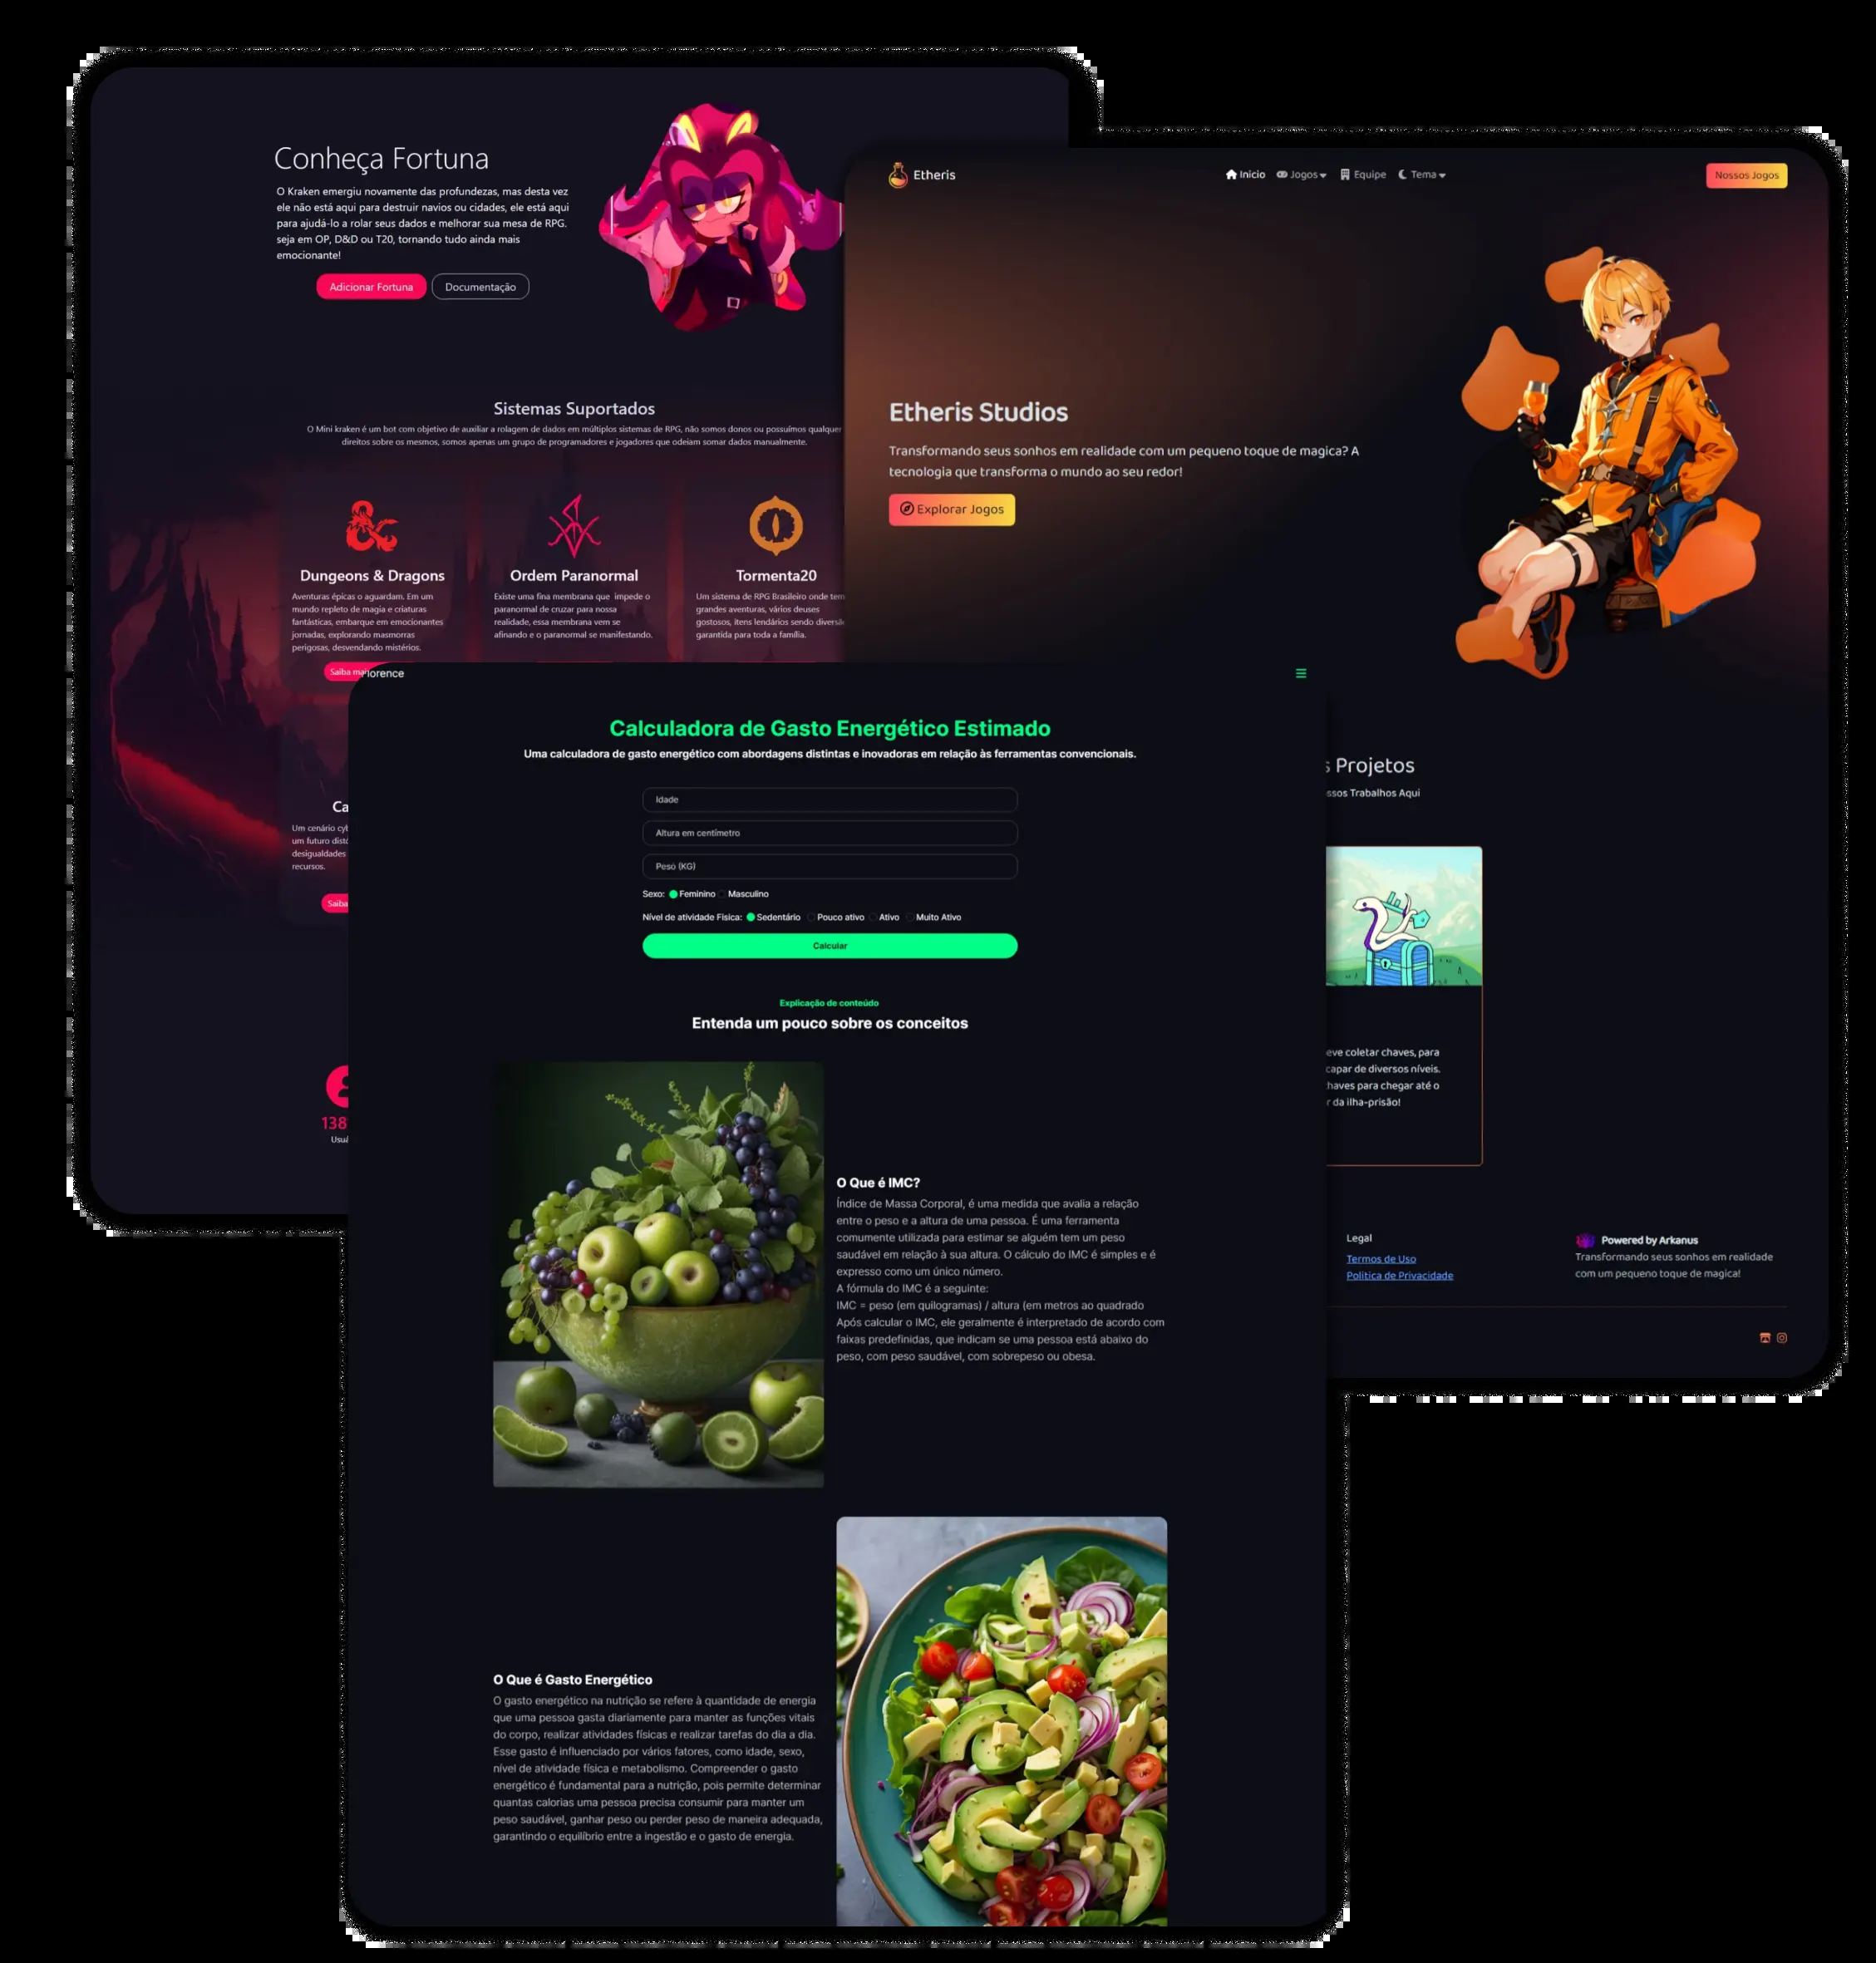 Conheça Fortuna
O Kraken emergiu novamente das profundezas, mas desta vez
ele não está aqui para destruir navios ou cidades, ele está aqui
para ajudá-lo a rolar seus dados e melhorar sua mesa de RPG.
seja em OP, D&D ou T20, tornando tudo ainda mais
emocionante!
Adicionar Fortuna
Documentação
Sistemas Suportados
O Mini kraken é um bot com objetivo de auxiliar a rolagem de dados em múltiplos sistemas de RPG, não somos donos ou possuímos qualquer
direitos sobre os mesmos, somos apenas um grupo de programadores e jogadores que odeiam somar dados manualmente.
Dungeons & Dragons
Aventuras épicas o aguardam. Em um
mundo repleto de magia e criaturas
fantásticas, embarque em emocionantes
jornadas, explorando masmorras
perigosas, desvendando mistérios.
Saiba
Ordem Paranormal
Existe uma fina membrana que impede o
paranormal de cruzar para nossa
realidade, essa membrana vem se
afinando e o paranormal se manifestando.
Tormenta20
Um sistema de RPG Brasileiro onde tem
grandes aventuras, vários deuses
gostosos, itens lendários sendo
garantida para toda a família.
Um cenário
um futuro
desigualdades
recursos.
Saiba
138
Etheris
Inicio
Jogos
Equipe
Tema
Nossos Jogos
Etheris Studios
Transformando seus sonhos em realidade com um pequeno toque de magica? A
tecnologia que transforma o mundo ao seu redor!
Explorar Jogos
Projetos
Trabalhos Aqui
coletar chaves, para
de diversos níveis.
para chegar até o
da ilha-prisão!
Legal
Termos de Uso
Politica de Privacidade
Powered by Arkanus
Transformando seus sonhos em realidade
com um pequeno toque de magica!
lorence
Calculadora de Gasto Energético Estimado
Uma calculadora de gasto energético com abordagens distintas e inovadoras em relação às ferramentas convencionais.
Idade
Altura em centímetro
Peso (KG)
Sexo: Feminino Masculino
Nível de atividade Fisica: Sedentário Pouco ativo Ativo Muito Ativo
Calcular
Explicação de conteúdo
Entenda um pouco sobre os conceitos
O Que é IMC?
Índice de Massa Corporal, é uma medida que avalia a relação
entre o peso e a altura de uma pessoa. É uma ferramenta
comumente utilizada para estimar se alguém tem um peso
saudável em relação à sua altura. O cálculo do IMC é simples e é
expresso como um único número.
A fórmula do IMC é a seguinte:
IMC = peso (em quilogramas) / altura (em metros ao quadrado
Após calcular o IMC, ele geralmente é interpretado de acordo com
faixas predefinidas, que indicam se uma pessoa está abaixo do
peso, com peso saudável, com sobrepeso ou obesa.
O Que é Gasto Energético
O gasto energético na nutrição se refere à quantidade de energia
que uma pessoa gasta diariamente para manter as funções vitais
do corpo, realizar atividades físicas e realizar tarefas do dia a dia.
Esse gasto é influenciado por vários fatores, como idade, sexo,
nível de atividade física e metabolismo. Compreender o gasto
energético é fundamental para a nutrição, pois permite determinar
quantas calorias uma pessoa precisa consumir para manter um
peso saudável, ganhar peso ou perder peso de maneira adequada,
garantindo o equilíbrio entre a ingestão e o gasto de energia.